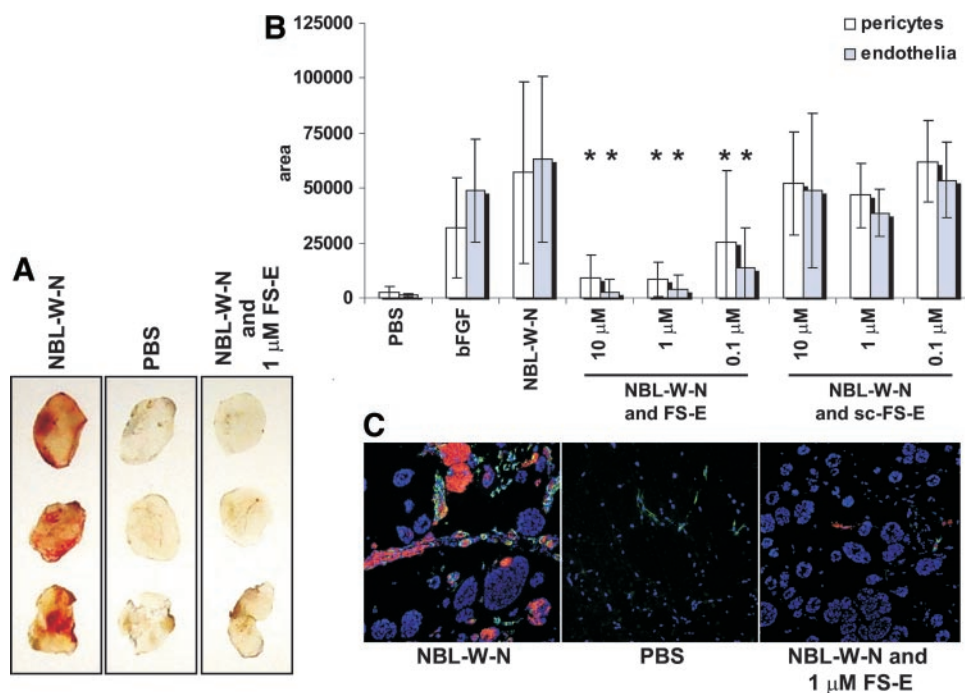 A
NBL-W-N
PBS
NBL-W-N
and
1 µM FS-E
B
125000
100000
75000
50000
25000
0
area
pericytes
endothelia
* *
* *
* *
PBS
bFGF
NBL-W-N
10 µM
1 µM
0.1 µM
10 µM
1 µM
0.1 µM
NBL-W-N
and FS-E
NBL-W-N
and sc-FS-E
C
NBL-W-N
PBS
NBL-W-N and
1 µM FS-E